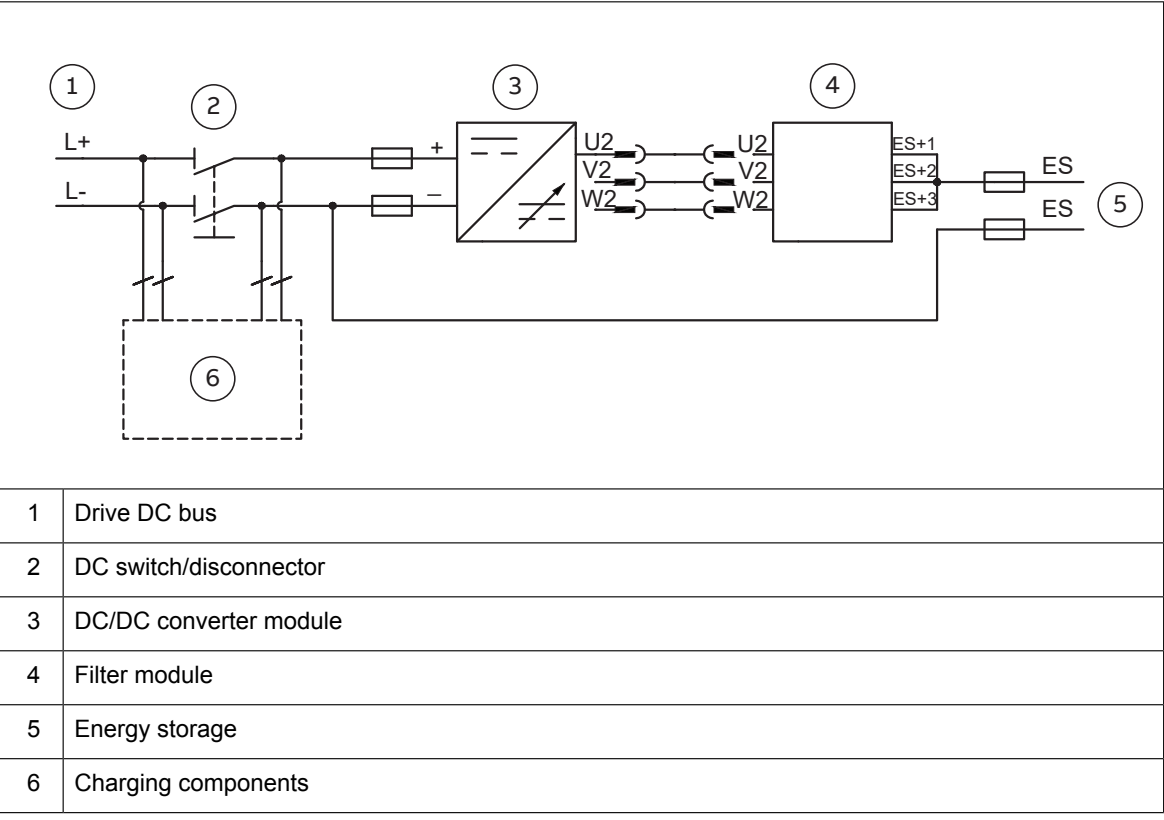 1
2
3
4
L+
+
U2
U2
ES+1
ES
V2
V2
ES+2
L-
–
W2
W2
ES+3
ES
5
6
1 Drive DC bus
2 DC switch/disconnector
3 DC/DC converter module
4 Filter module
5 Energy storage
6 Charging components